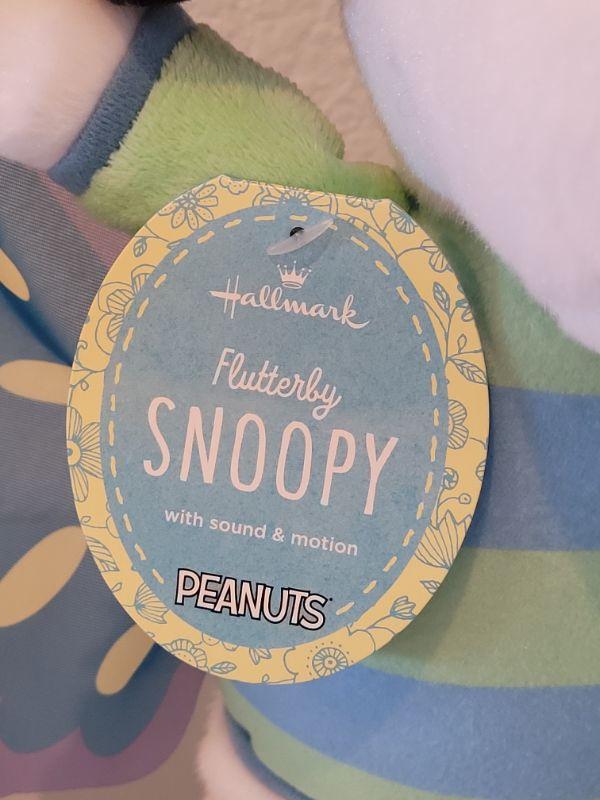 Hallmark
Flutterby
SNOOPY
with sound & motion
PEANUTS